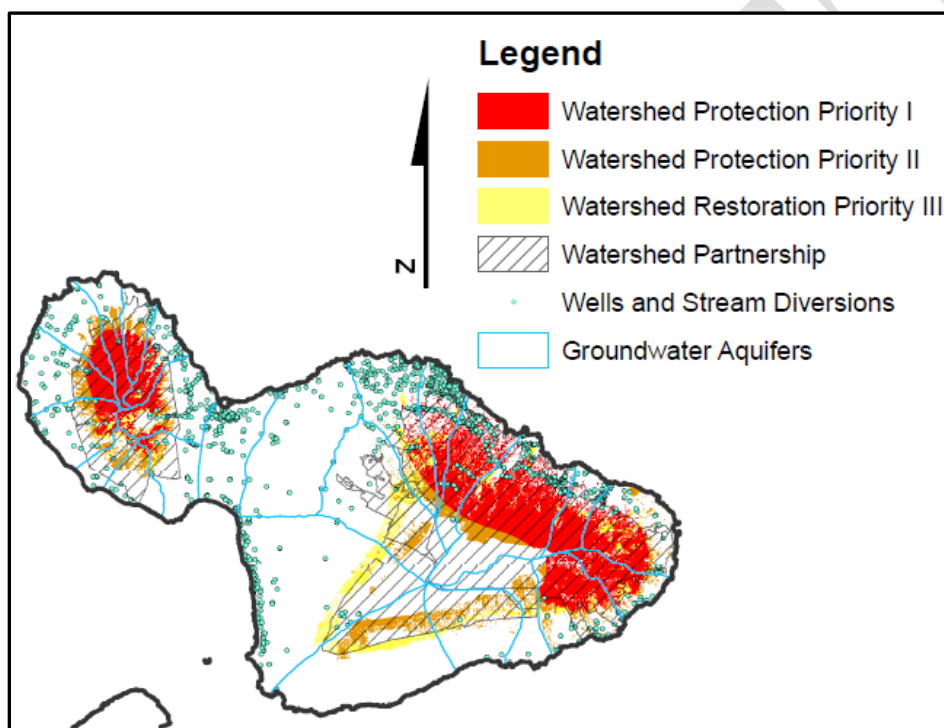 Legend
Watershed Protection Priority I
Watershed Protection Priority II
Watershed Restoration Priority III
Watershed Partnership
Wells and Stream Diversions
Groundwater Aquifers
N